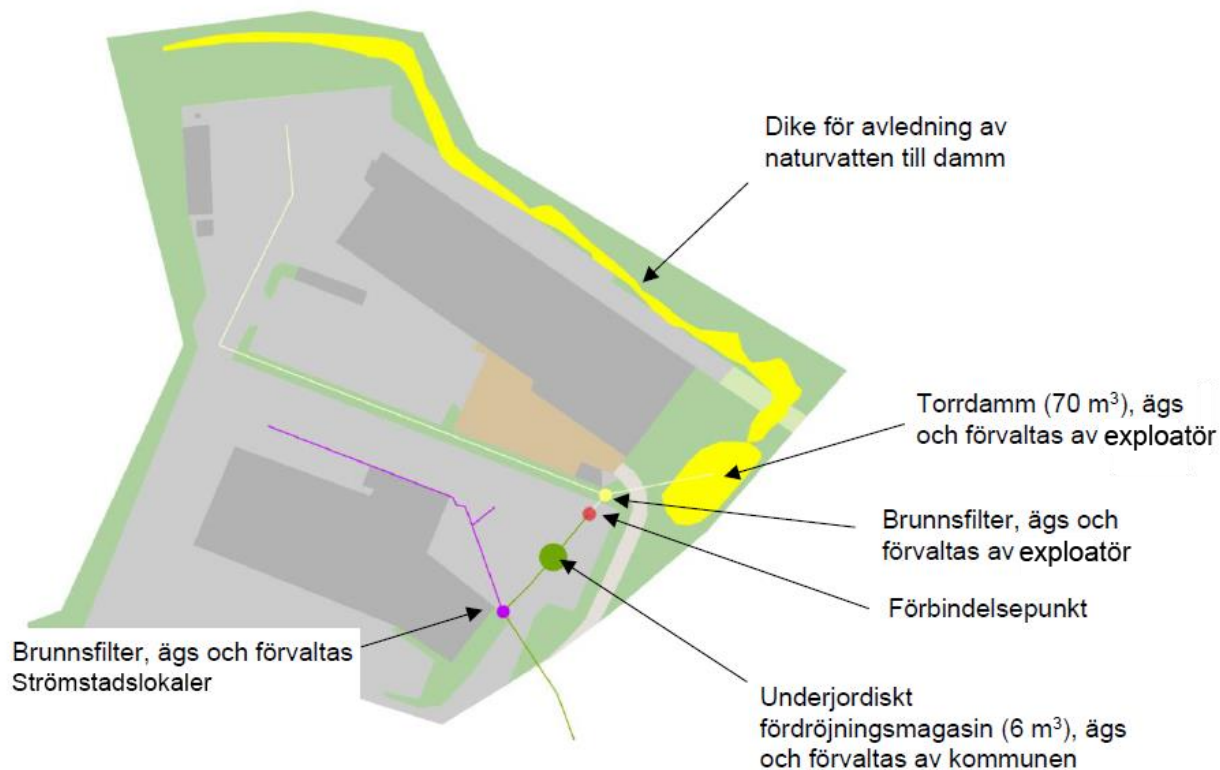 Dike för avledning av
naturvatten till damm
Torrdamm (70 m³), ägs
och förvaltas av exploatör
Brunnsfilter, ägs och
förvaltas av exploatör
Förbindelsepunkt
Brunnsfilter, ägs och förvaltas
Strömstadslokaler
Underjordiskt
fördröjningsmagasin (6 m³), ägs
och förvaltas av kommunen